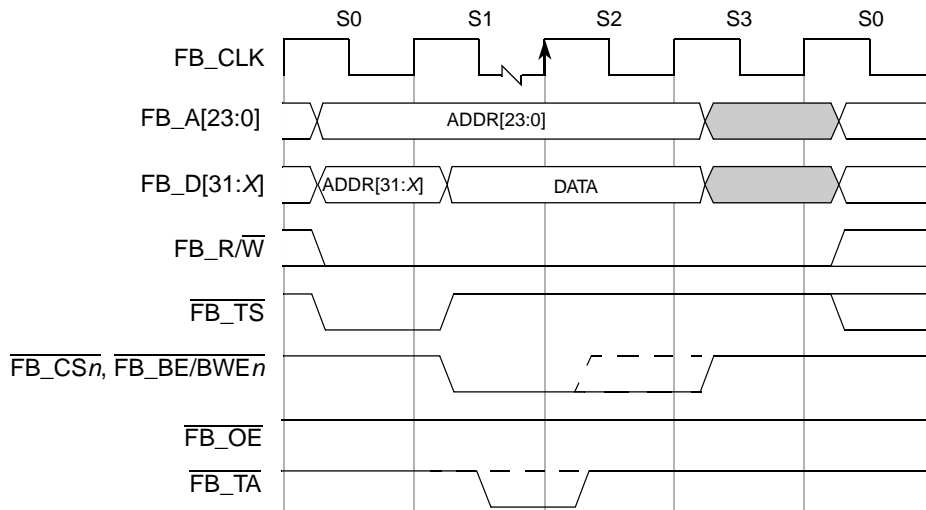 S0 S1 S2 S3 S0
FB_CLK
FB_A[23:0] ADDR[23:0]
FB_D[31:X] ADDR[31:X] DATA
FB_R/W
FB_TS
FB_CSn, FB_BE/BWEn
FB_OE
FB_TA